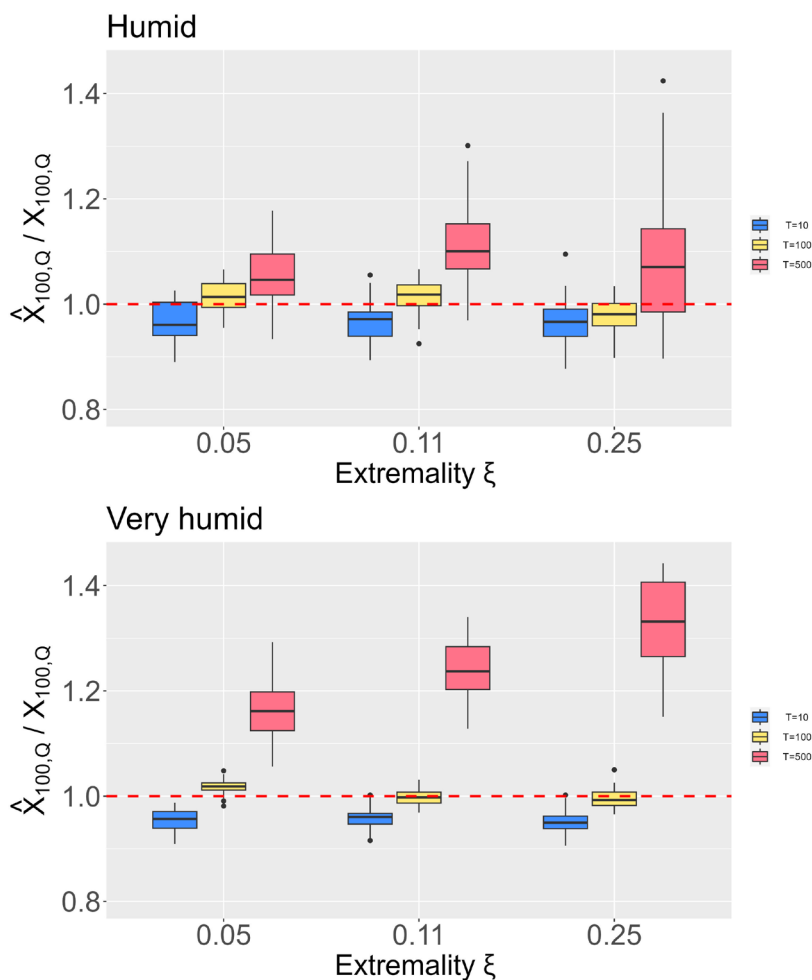 Humid
1.4
1.2
1.0
0.8
X̂100,Q / X100,Q
0.05 0.11 0.25
Extremality ξ
T=10
T=100
T=500
Very humid
1.4
1.2
1.0
0.8
X̂100,Q / X100,Q
0.05 0.11 0.25
Extremality ξ
T=10
T=100
T=500